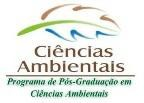 Ciências
Ambientais
Programa de Pós-Graduação em
Ciências Ambientais